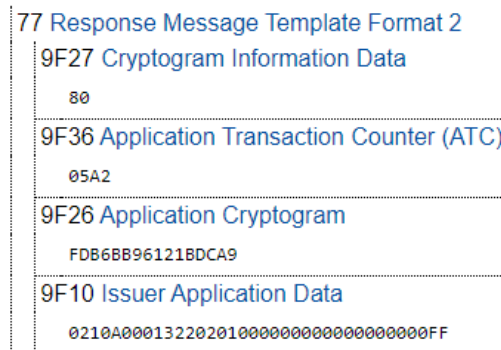 77 Response Message Template Format 2
9F27 Cryptogram Information Data
80
9F36 Application Transaction Counter (ATC)
05A2
9F26 Application Cryptogram
FDB6BB96121BDCA9
9F10 Issuer Application Data
0210A00013220201000000000000000000FF